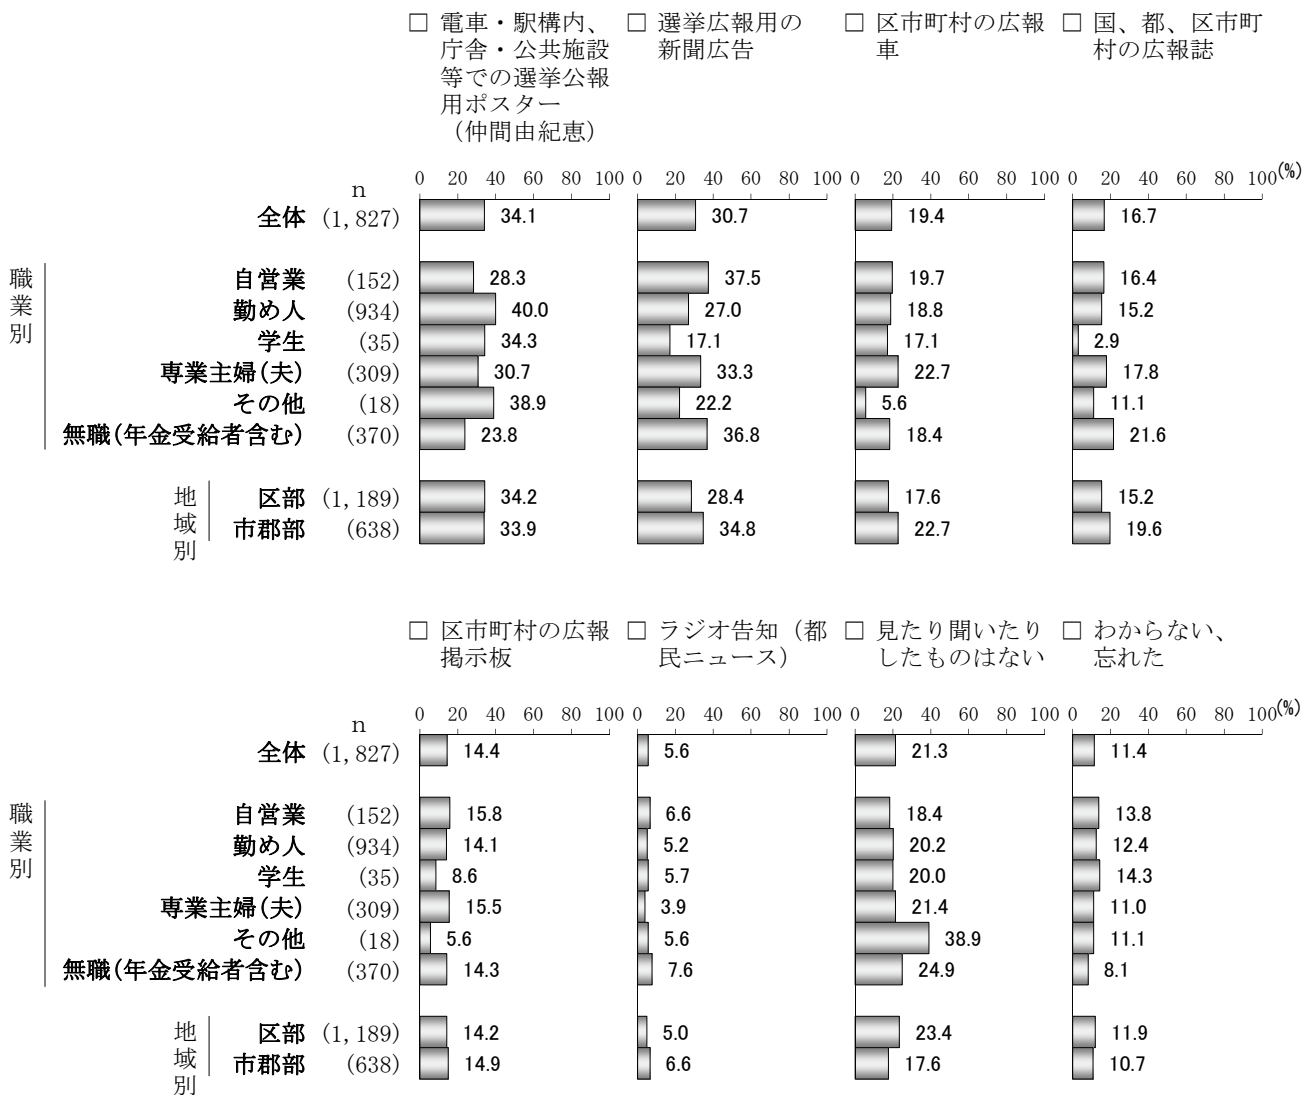 □ 電車・駅構内、
庁舎・公共施設
等での選挙公報
用ポスター
（仲間由紀恵）
□ 選挙広報用の
新聞広告
□ 区市町村の広報
車
□ 国、都、区市町
村の広報誌
n
0 20 40 60 80 100 0 20 40 60 80 100 0 20 40 60 80 100 0 20 40 60 80 100 (%)
全体 (1,827) 34.1 30.7 19.4 16.7
職業別
自営業 (152) 28.3 37.5 19.7 16.4
勤め人 (934) 40.0 27.0 18.8 15.2
学生 (35) 34.3 17.1 17.1 2.9
専業主婦(夫) (309) 30.7 33.3 22.7 17.8
その他 (18) 38.9 22.2 5.6 11.1
無職(年金受給者含む) (370) 23.8 36.8 18.4 21.6
地域別
区部 (1,189) 34.2 28.4 17.6 15.2
市郡部 (638) 33.9 34.8 22.7 19.6
□ 区市町村の広報
掲示板
□ ラジオ告知（都
民ニュース）
□ 見たり聞いたり
したものはない
□ わからない、
忘れた
n
0 20 40 60 80 100 0 20 40 60 80 100 0 20 40 60 80 100 0 20 40 60 80 100 (%)
全体 (1,827) 14.4 5.6 21.3 11.4
職業別
自営業 (152) 15.8 6.6 18.4 13.8
勤め人 (934) 14.1 5.2 20.2 12.4
学生 (35) 8.6 5.7 20.0 14.3
専業主婦(夫) (309) 15.5 3.9 21.4 11.0
その他 (18) 5.6 5.6 38.9 11.1
無職(年金受給者含む) (370) 14.3 7.6 24.9 8.1
地域別
区部 (1,189) 14.2 5.0 23.4 11.9
市郡部 (638) 14.9 6.6 17.6 10.7